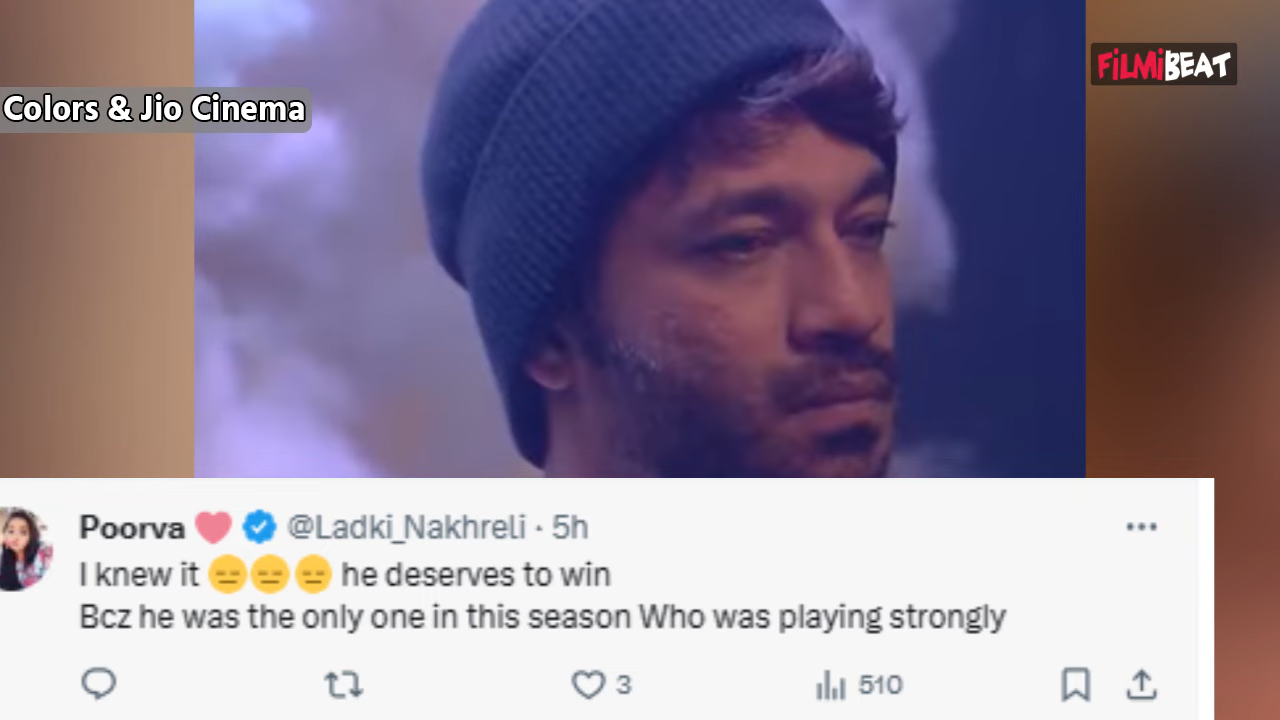 FiLMiBEAT
Colors & Jio Cinema
Poorva @Ladki_Nakhreli · 5h
I knew it 😑😑😑 he deserves to win
Bcz he was the only one in this season Who was playing strongly
3 510